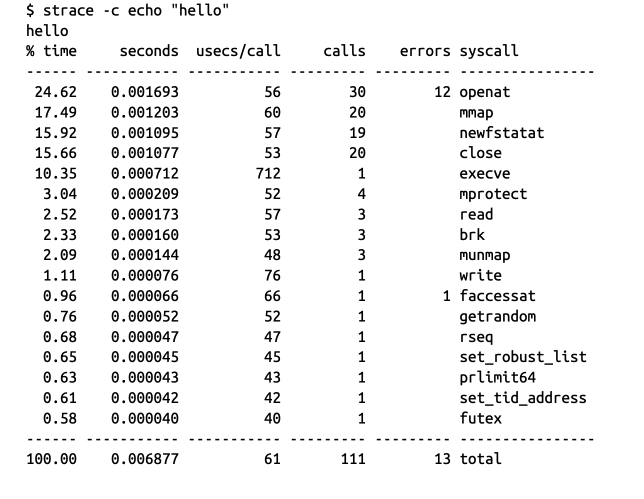 $ strace -c echo "hello"
hello
% time     seconds  usecs/call     calls    errors syscall
------ ----------- ----------- --------- --------- ----------------
 24.62    0.001693          56        30        12 openat
 17.49    0.001203          60        20           mmap
 15.92    0.001095          57        19           newfstatat
 15.66    0.001077          53        20           close
 10.35    0.000712         712         1           execve
  3.04    0.000209          52         4           mprotect
  2.52    0.000173          57         3           read
  2.33    0.000160          53         3           brk
  2.09    0.000144          48         3           munmap
  1.11    0.000076          76         1           write
  0.96    0.000066          66         1         1 faccessat
  0.76    0.000052          52         1           getrandom
  0.68    0.000047          47         1           rseq
  0.65    0.000045          45         1           set_robust_list
  0.63    0.000043          43         1           prlimit64
  0.61    0.000042          42         1           set_tid_address
  0.58    0.000040          40         1           futex
------ ----------- ----------- --------- --------- ----------------
100.00    0.006877          61       111        13 total